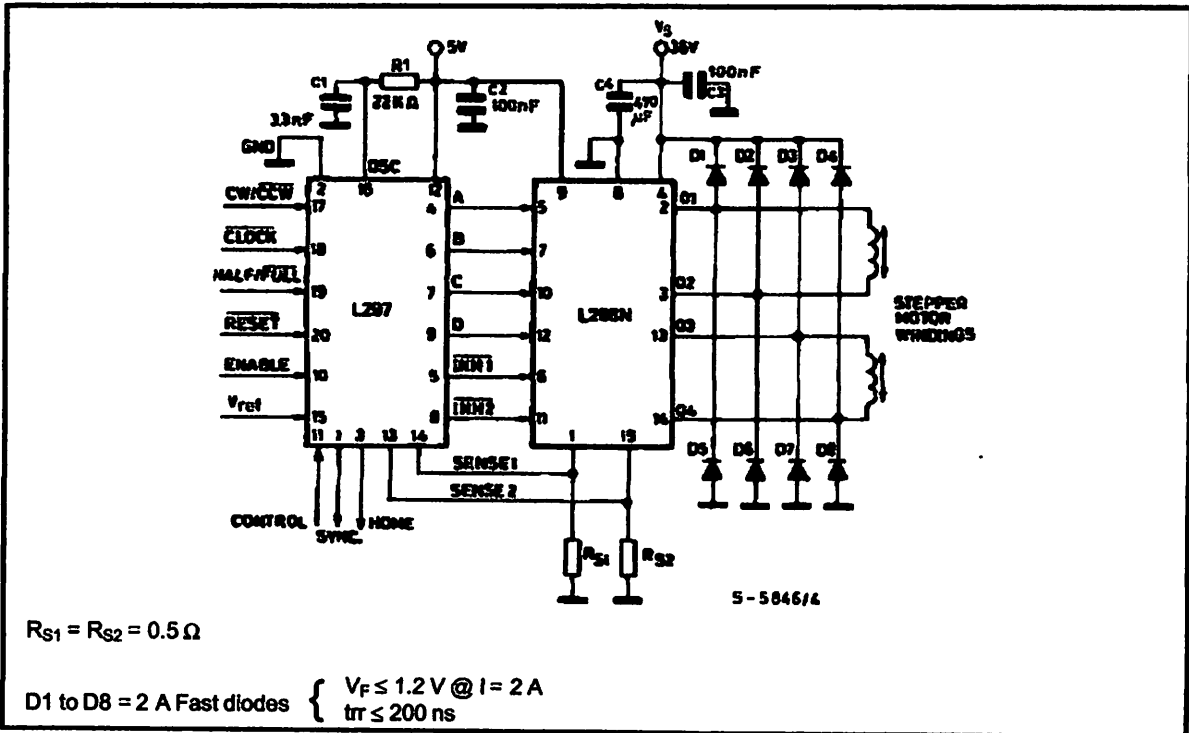 VS
5V
36V
R1
C1
22KΩ
C2
100nF
C4
470
µF
100nF
C3
3.3nF
GND
OSC
D1 D2 D3 D4
2 16 12
9 8 4
CW/CCW 17
4 A 5
2 O1
CLOCK 18
6 B 7
HALF/FULL 19
7 C 10
3 O2
L297
L298N
STEPPER
MOTOR
WINDINGS
RESET 20
9 D 12
13 O3
ENABLE 10
5 INH1 6
Vref 15
8 INH2 11
14 O4
11 1 3 13 14
1 15
D5 D6 D7 D8
SENSE1
SENSE 2
CONTROL
SYNC.
HOME
RS1
RS2
S-5846/4
RS1 = RS2 = 0.5 Ω
VF ≤ 1.2 V @ I = 2 A
D1 to D8 = 2 A Fast diodes {
trr ≤ 200 ns